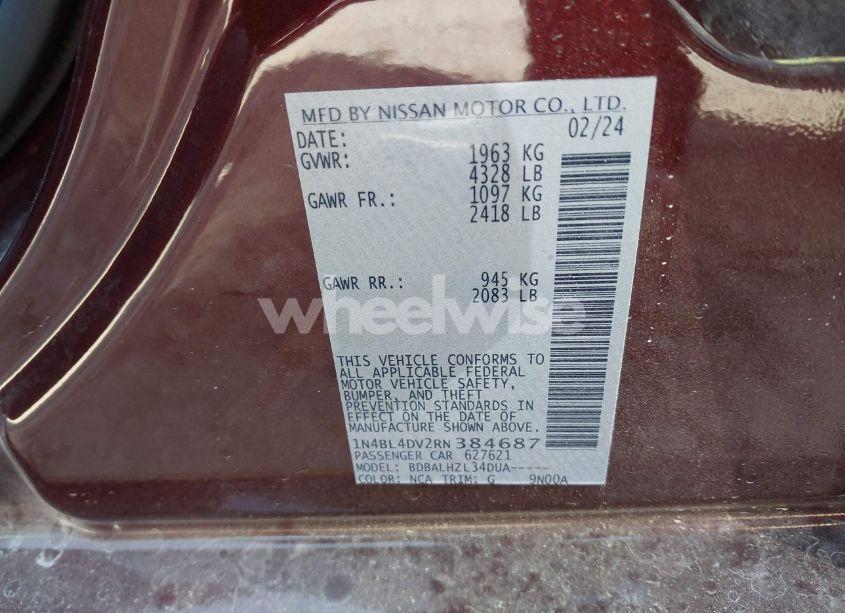 MFD BY NISSAN MOTOR CO., LTD.
DATE: 02/24
GVWR: 1963 KG
4328 LB
GAWR FR.: 1097 KG
2418 LB
GAWR RR.: 945 KG
2083 LB
wheelwise
THIS VEHICLE CONFORMS TO
ALL APPLICABLE FEDERAL
MOTOR VEHICLE SAFETY,
BUMPER, AND THEFT
PREVENTION STANDARDS IN
EFFECT ON THE DATE OF
MANUFACTURE SHOWN ABOVE.
1N4BL4DV2RN384687
PASSENGER CAR 627621
MODEL: BDBALHZL34DUA-----
COLOR: NCA TRIM: G 9N00A